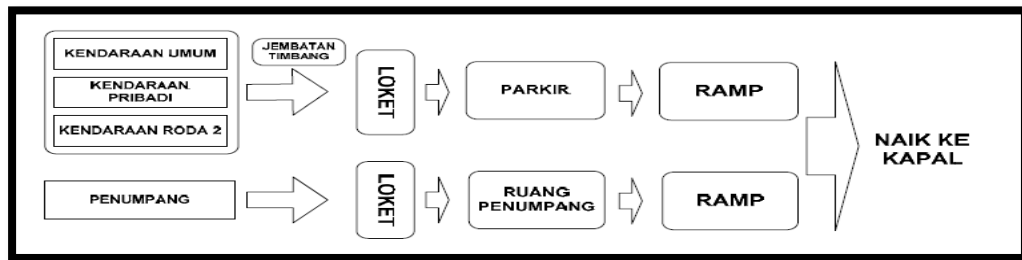 KENDARAAN UMUM
KENDARAAN
PRIBADI
KENDARAAN RODA 2
JEMBATAN
TIMBANG
LOKET
PARKIR
RAMP
PENUMPANG
LOKET
RUANG
PENUMPANG
RAMP
NAIK KE
KAPAL